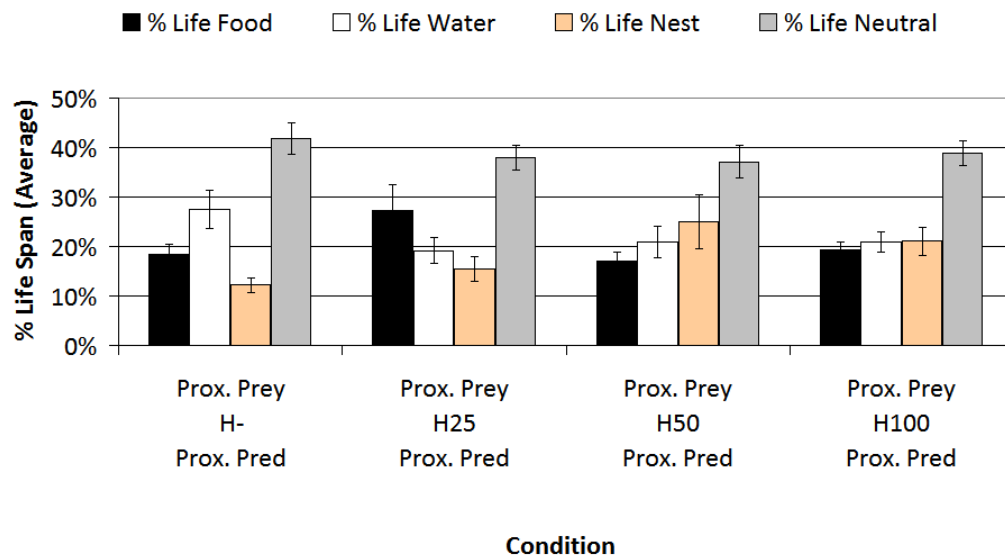 % Life Food % Life Water % Life Nest % Life Neutral
% Life Span (Average)
50%
40%
30%
20%
10%
0%
Prox. Prey Prox. Prey Prox. Prey Prox. Prey
H- H25 H50 H100
Prox. Pred Prox. Pred Prox. Pred Prox. Pred
Condition